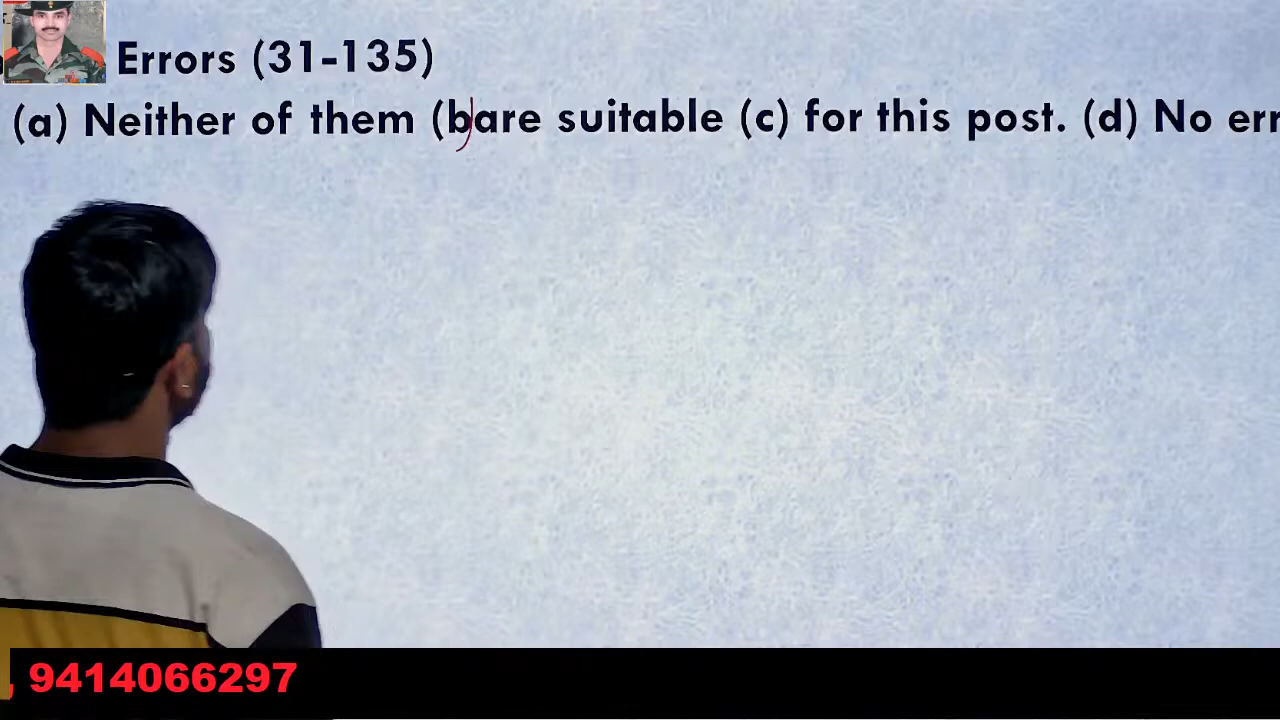 Errors (31-135)
(a) Neither of them (b)are suitable (c) for this post. (d) No err
, 9414066297